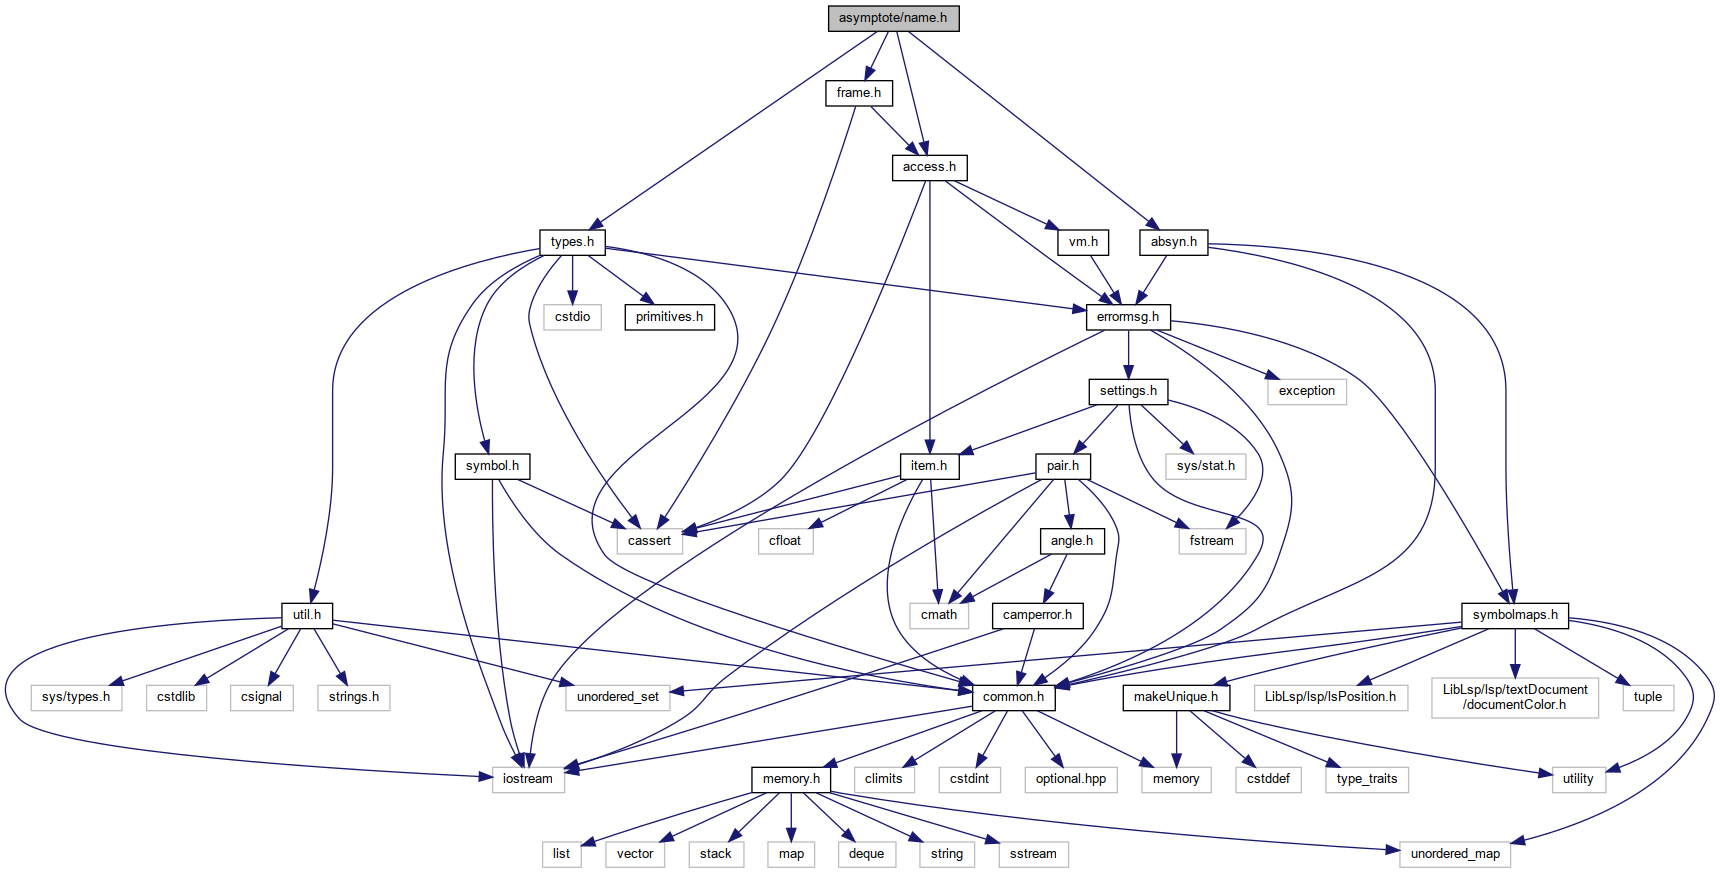 asymptote/name.h
frame.h
access.h
types.h
vm.h
absyn.h
cstdio
primitives.h
errormsg.h
settings.h
exception
symbol.h
item.h
pair.h
sys/stat.h
cassert
cfloat
angle.h
fstream
util.h
cmath
camperror.h
symbolmaps.h
sys/types.h
cstdlib
csignal
strings.h
unordered_set
common.h
makeUnique.h
LibLsp/lsp/lsPosition.h
LibLsp/lsp/textDocument
/documentColor.h
tuple
iostream
memory.h
climits
cstdint
optional.hpp
memory
cstddef
type_traits
utility
list
vector
stack
map
deque
string
sstream
unordered_map